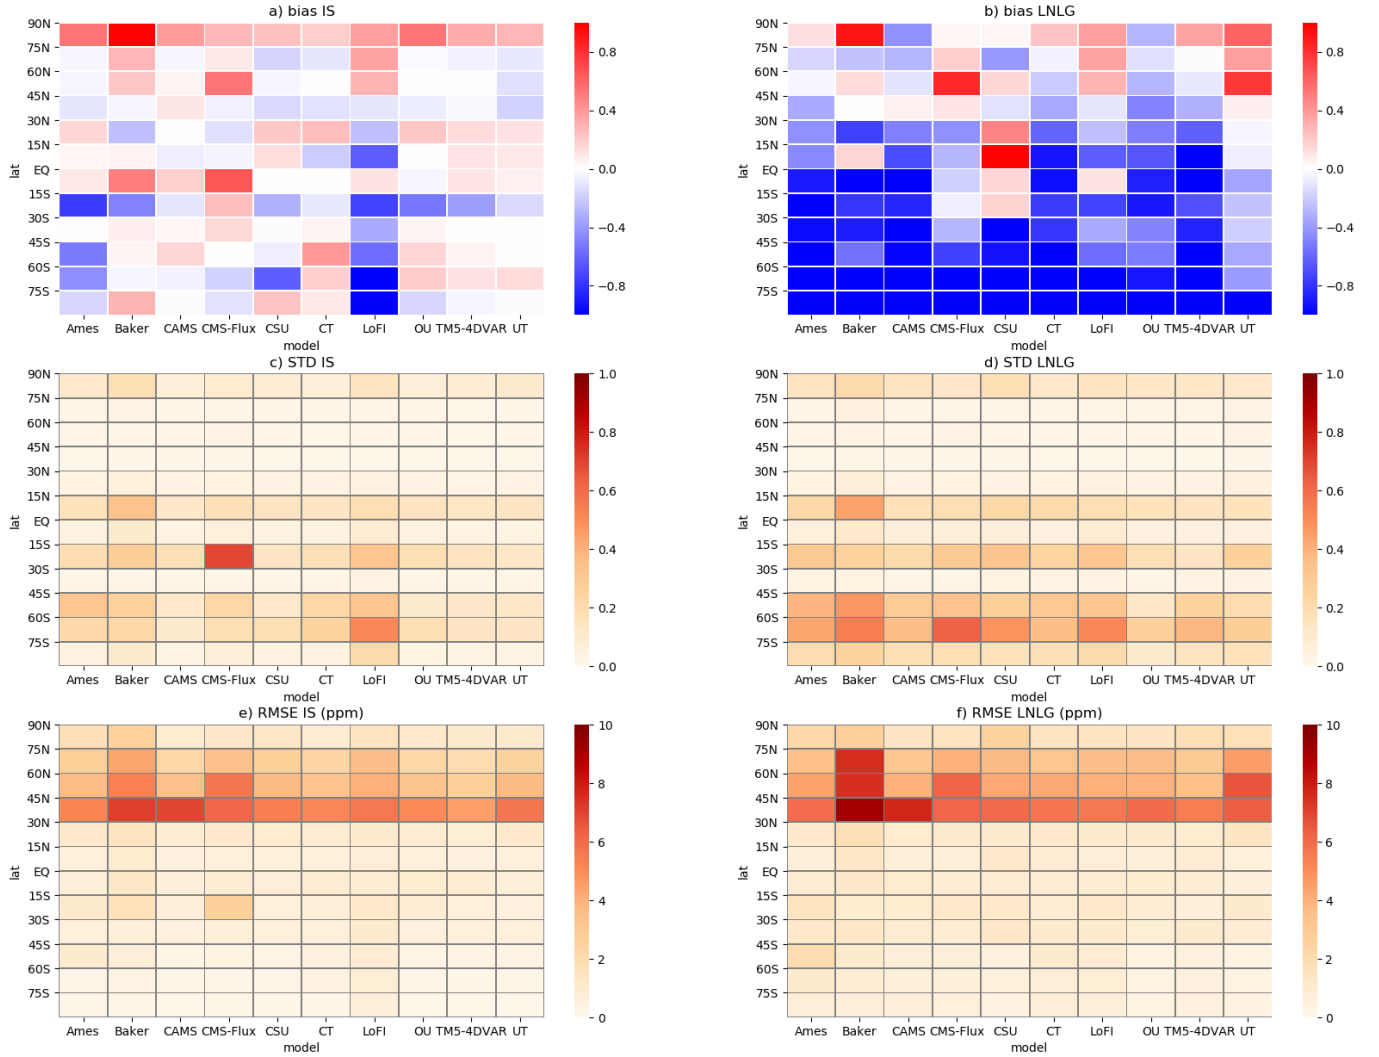 a) bias IS
90N
75N
60N
45N
30N
15N
EQ
15S
30S
45S
60S
75S
lat
Ames Baker CAMS CMS-Flux CSU CT LoFI OU TM5-4DVAR UT
model
0.8
0.4
0.0
−0.4
−0.8
b) bias LNLG
90N
75N
60N
45N
30N
15N
EQ
15S
30S
45S
60S
75S
lat
Ames Baker CAMS CMS-Flux CSU CT LoFI OU TM5-4DVAR UT
model
0.8
0.4
0.0
−0.4
−0.8
c) STD IS
90N
75N
60N
45N
30N
15N
EQ
15S
30S
45S
60S
75S
lat
Ames Baker CAMS CMS-Flux CSU CT LoFI OU TM5-4DVAR UT
model
1.0
0.8
0.6
0.4
0.2
0.0
d) STD LNLG
90N
75N
60N
45N
30N
15N
EQ
15S
30S
45S
60S
75S
lat
Ames Baker CAMS CMS-Flux CSU CT LoFI OU TM5-4DVAR UT
model
1.0
0.8
0.6
0.4
0.2
0.0
e) RMSE IS (ppm)
90N
75N
60N
45N
30N
15N
EQ
15S
30S
45S
60S
75S
lat
Ames Baker CAMS CMS-Flux CSU CT LoFI OU TM5-4DVAR UT
model
10
8
6
4
2
0
f) RMSE LNLG (ppm)
90N
75N
60N
45N
30N
15N
EQ
15S
30S
45S
60S
75S
lat
Ames Baker CAMS CMS-Flux CSU CT LoFI OU TM5-4DVAR UT
model
10
8
6
4
2
0